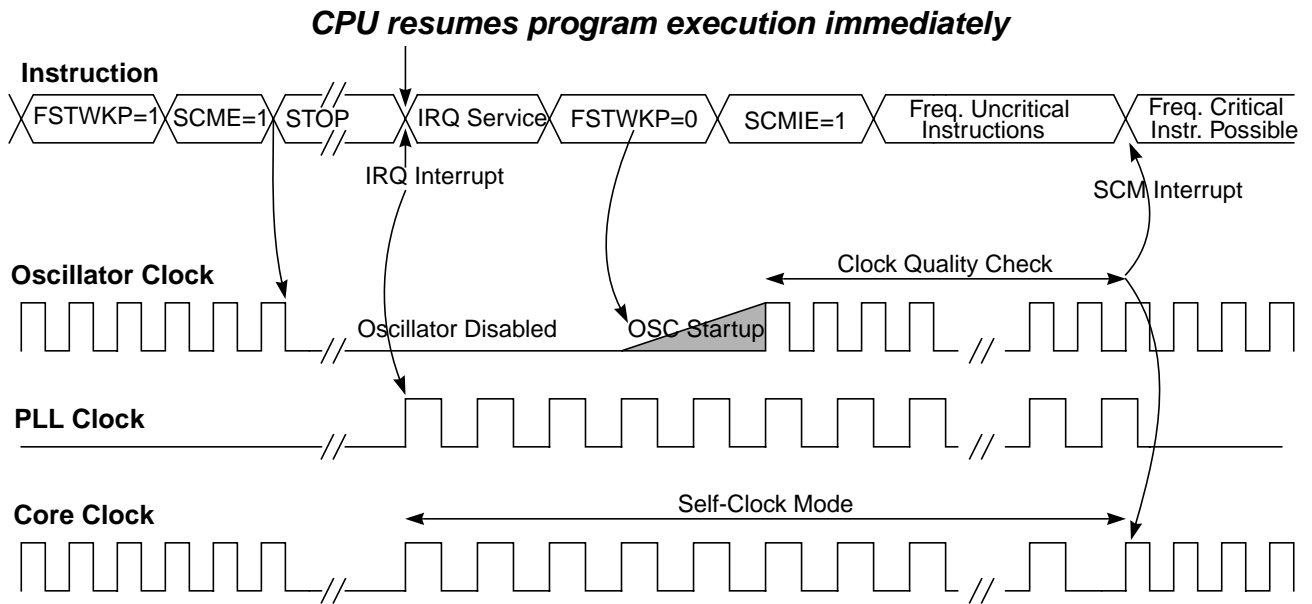 CPU resumes program execution immediately
Instruction
FSTWKP=1
SCME=1
STOP
IRQ Service
FSTWKP=0
SCMIE=1
Freq. Uncritical
Instructions
Freq. Critical
Instr. Possible
IRQ Interrupt
SCM Interrupt
Oscillator Clock
Clock Quality Check
Oscillator Disabled
OSC Startup
PLL Clock
Core Clock
Self-Clock Mode